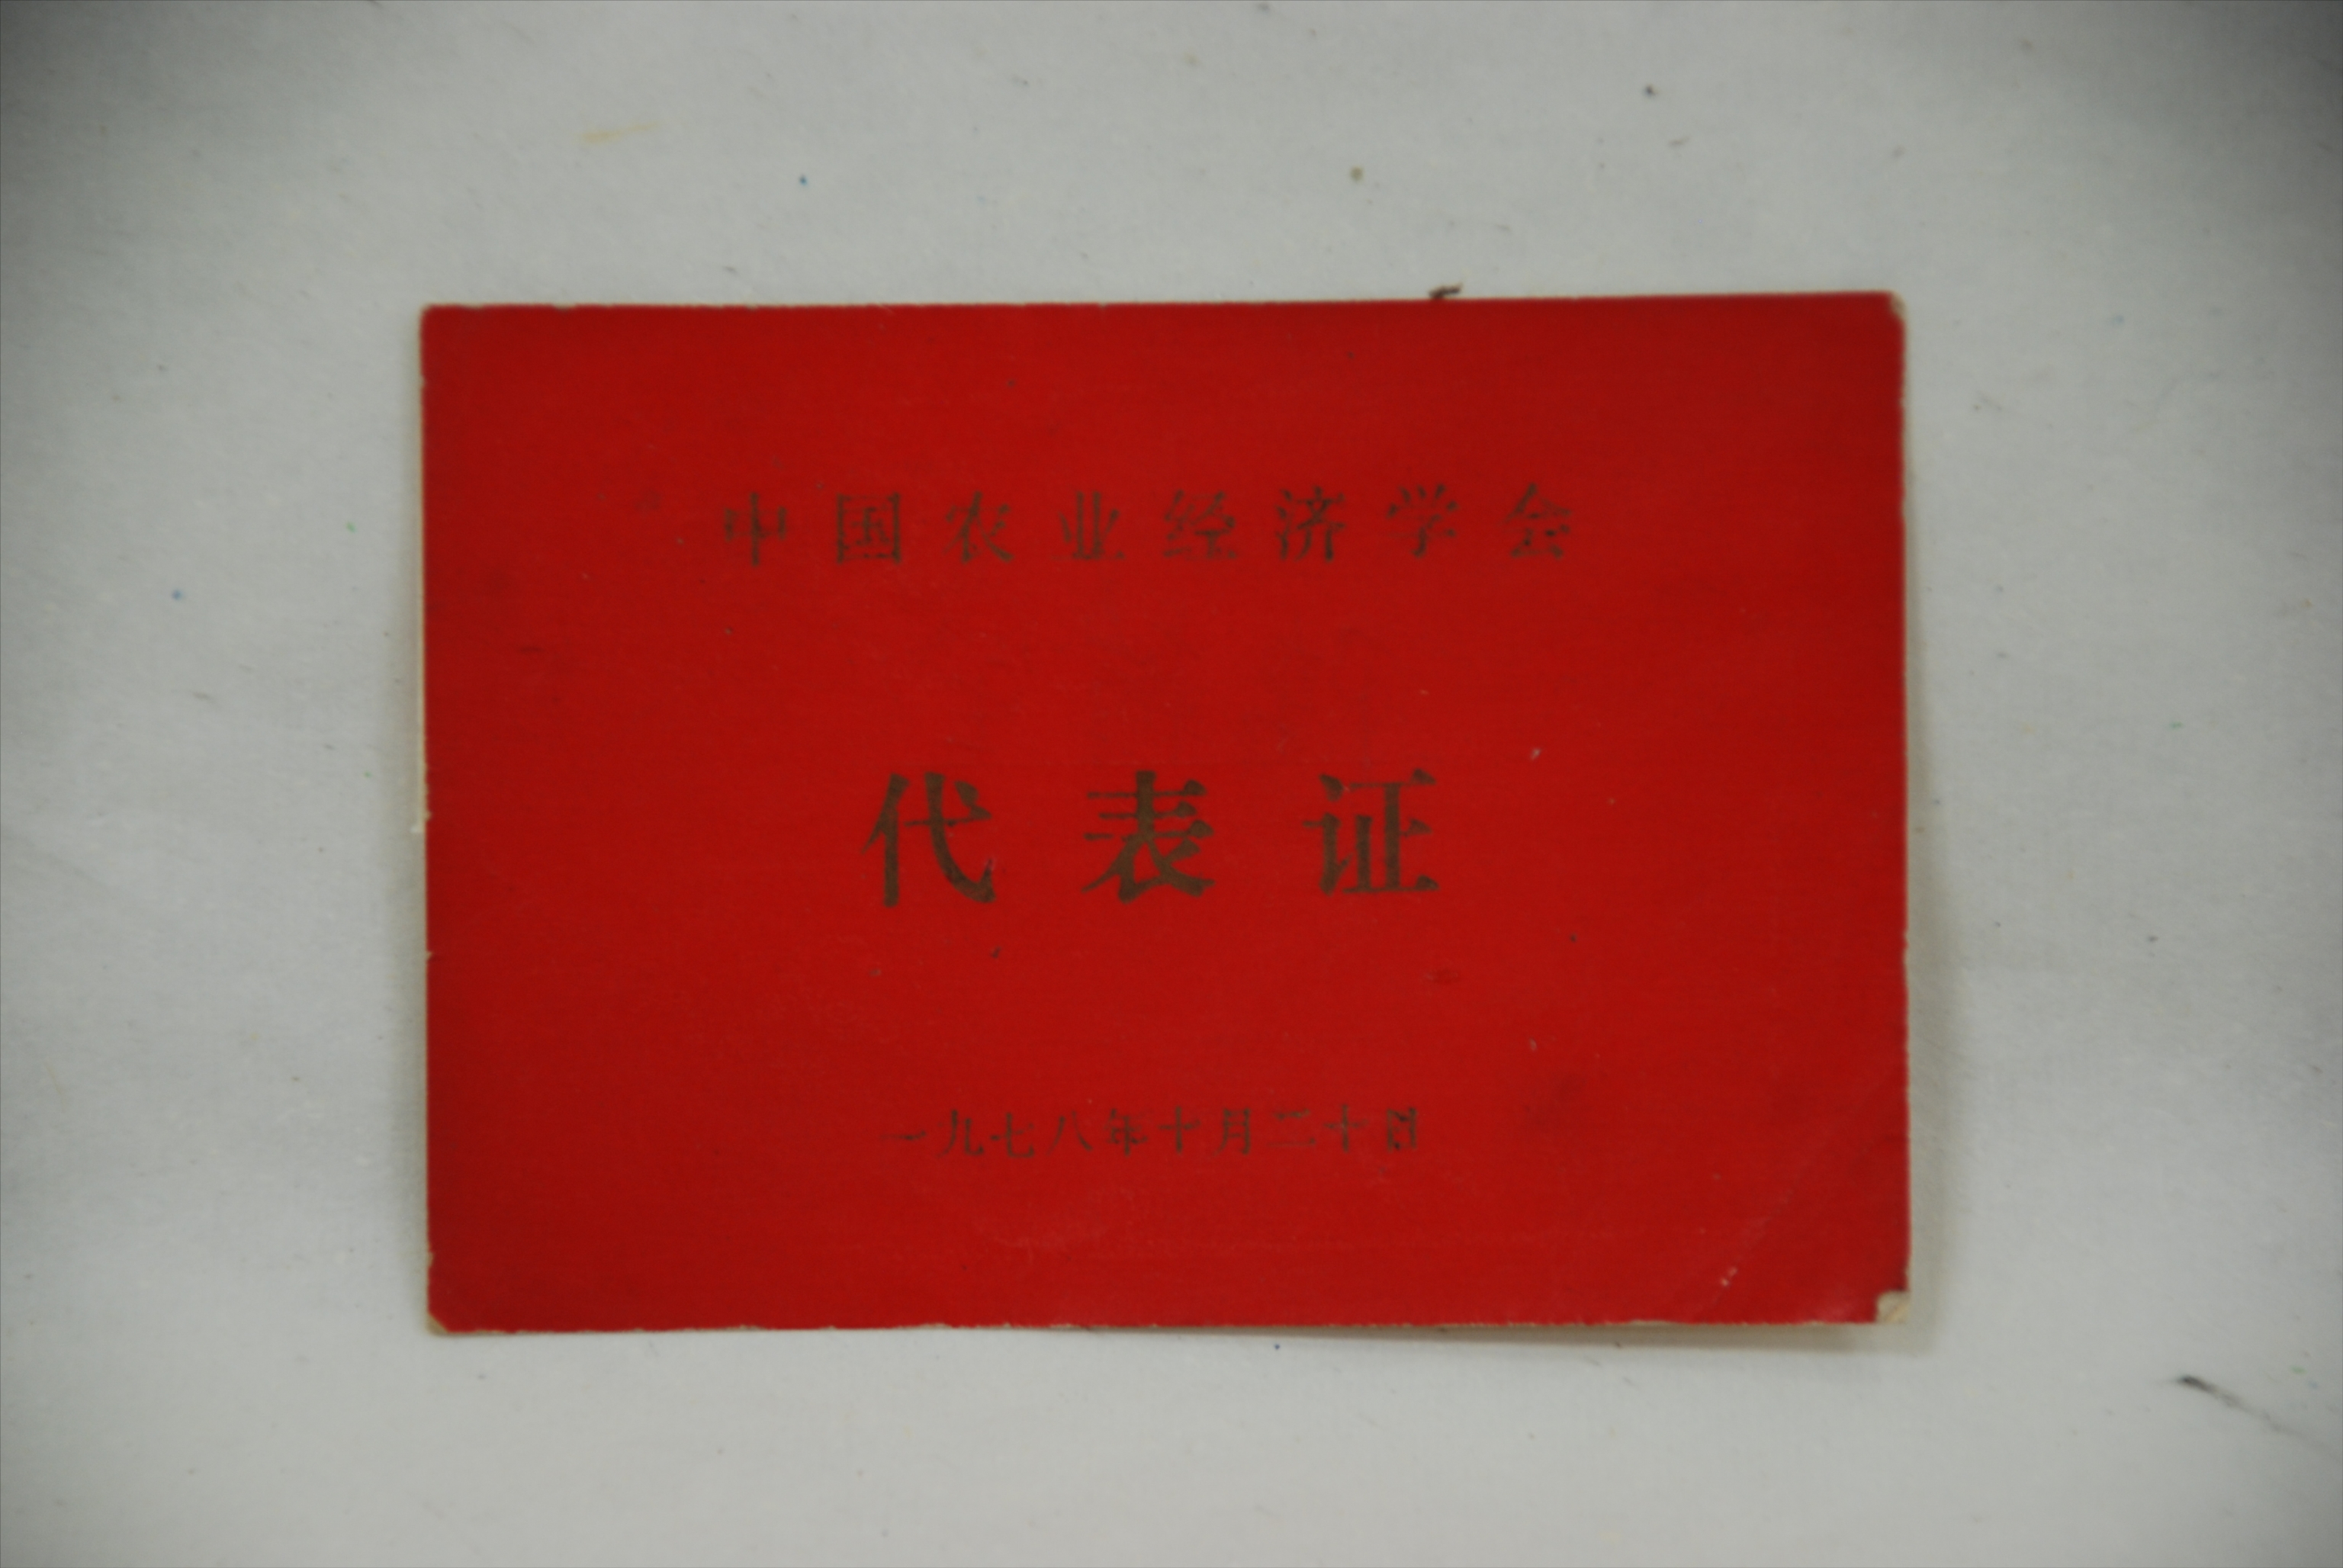 中国农业经济学会
代表证
一九七八年十月二十日